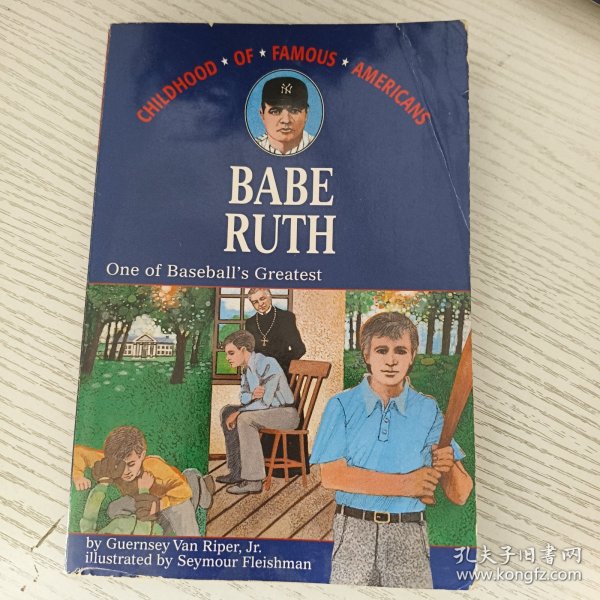 CHILDHOOD ★ OF ★ FAMOUS ★ AMERICANS
NY
BABE
RUTH
One of Baseball's Greatest
by Guernsey Van Riper, Jr.
illustrated by Seymour Fleishman
孔夫子旧书网
www.kongfz.com